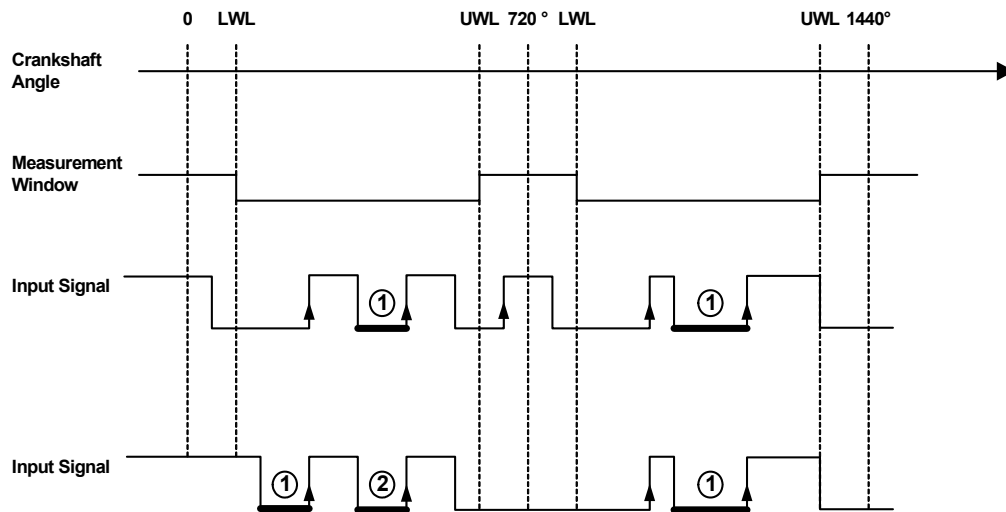 0 LWL UWL 720 ° LWL UWL 1440°
Crankshaft
Angle
Measurement
Window
Input Signal
1 1
Input Signal
1 2 1